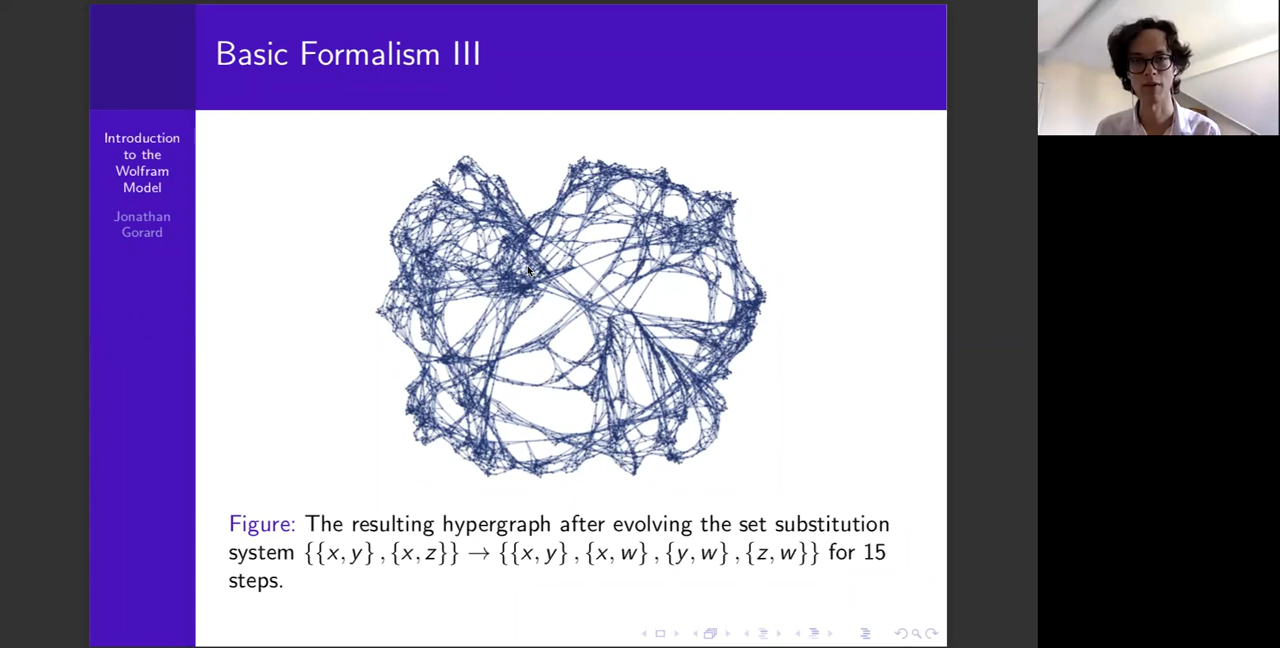 Basic Formalism III
Introduction
to the
Wolfram
Model
Jonathan
Gorard
Figure: The resulting hypergraph after evolving the set substitution
system {{x, y} , {x, z}} → {{x, y} , {x, w} , {y, w} , {z, w}} for 15
steps.